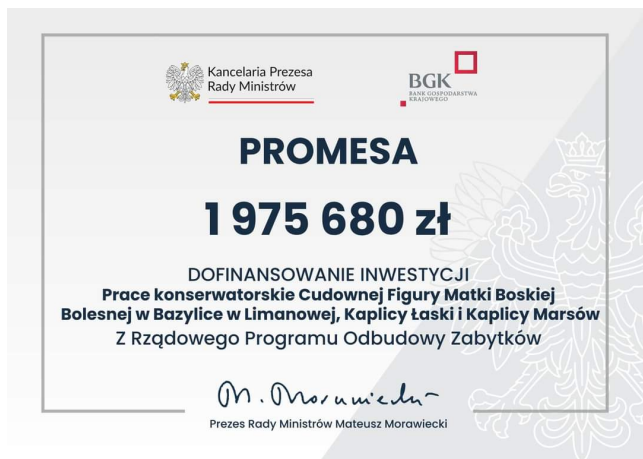 Kancelaria Prezesa
Rady Ministrów
BGK
BANK GOSPODARSTWA
KRAJOWEGO
PROMESA
1 975 680 zł
DOFINANSOWANIE INWESTYCJI
Prace konserwatorskie Cudownej Figury Matki Boskiej
Bolesnej w Bazylice w Limanowej, Kaplicy Łaski i Kaplicy Marsów
Z Rządowego Programu Odbudowy Zabytków
M. Morawiecki
Prezes Rady Ministrów Mateusz Morawiecki